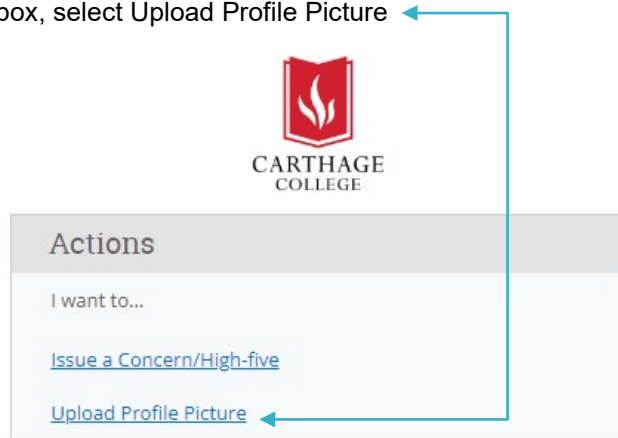 box, select Upload Profile Picture
CARTHAGE
COLLEGE
Actions
I want to...
Issue a Concern/High-five
Upload Profile Picture